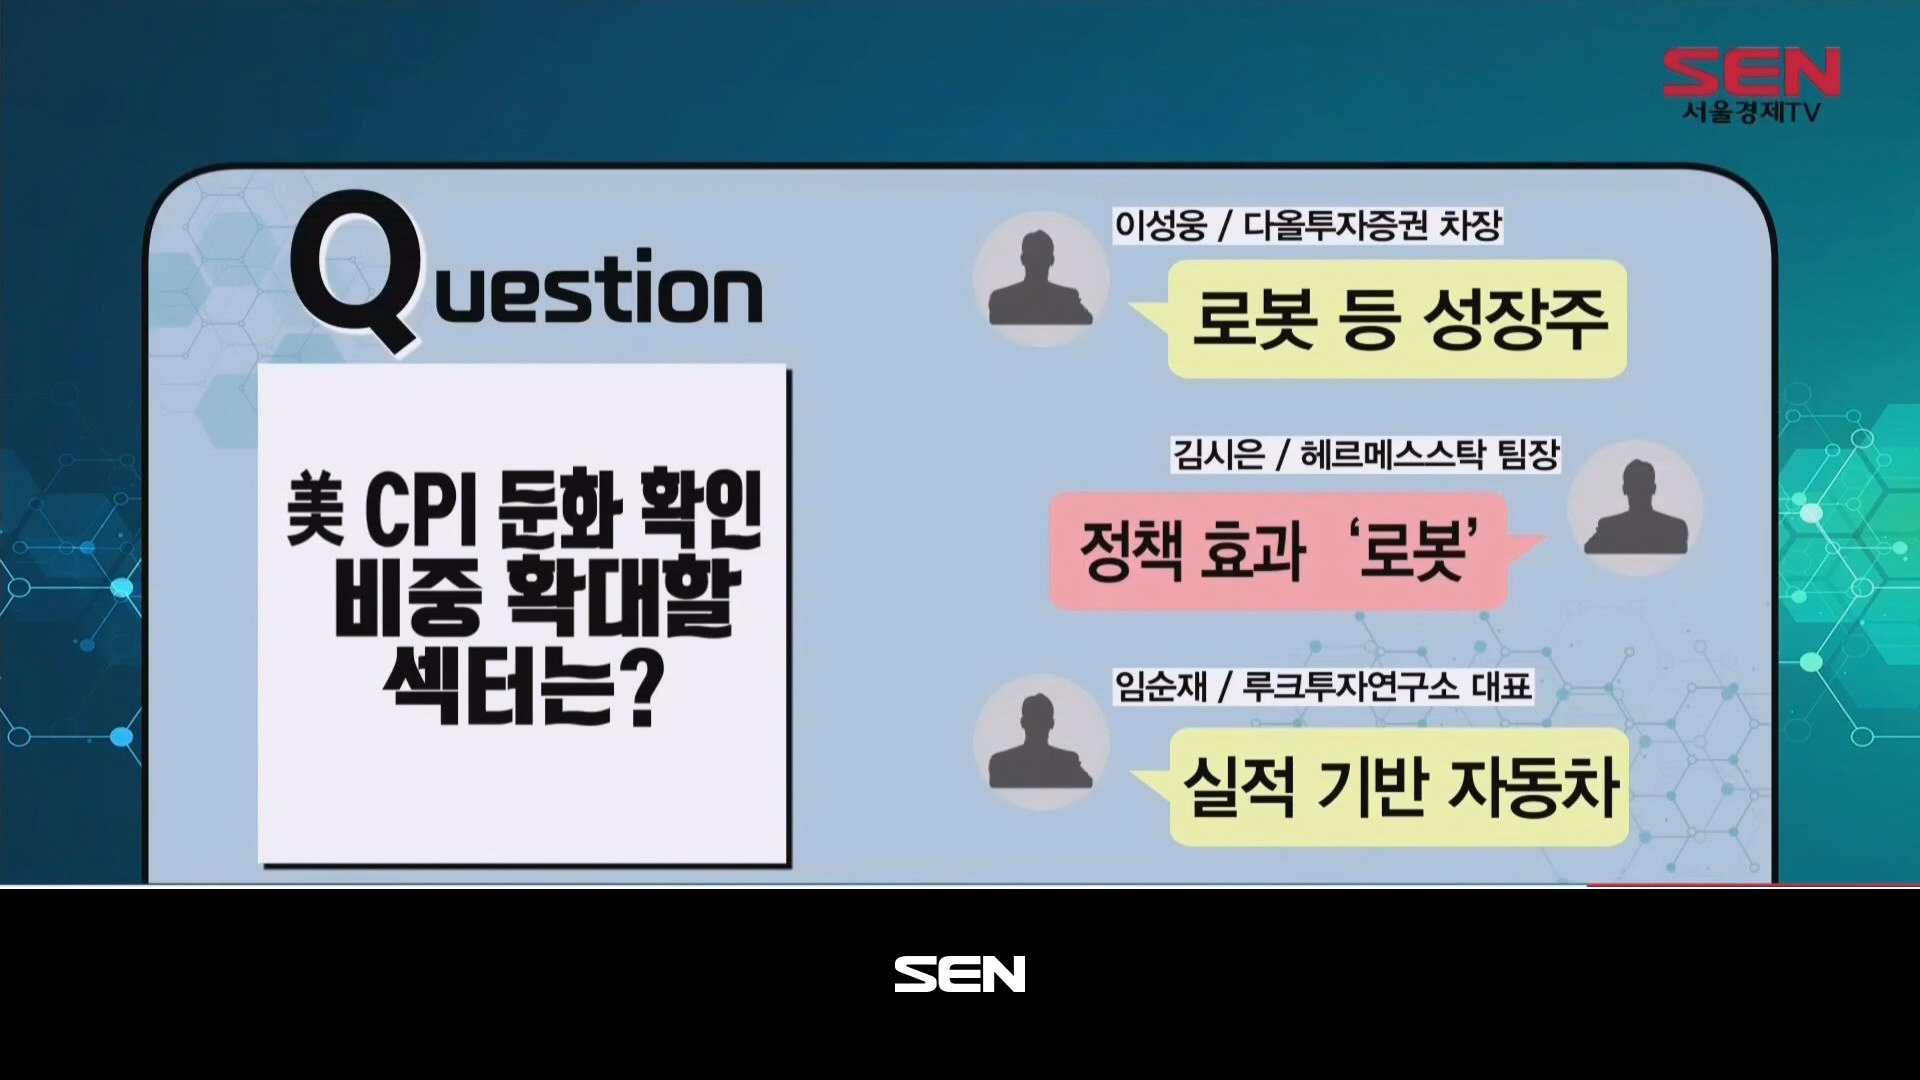 SEN
서울경제TV
Question
美 CPI 둔화 확인
비중 확대할
섹터는?
이성웅 / 다올투자증권 차장
로봇 등 성장주
김시은 / 헤르메스스탁 팀장
정책 효과 ‘로봇’
임순재 / 루크투자연구소 대표
실적 기반 자동차
SEN